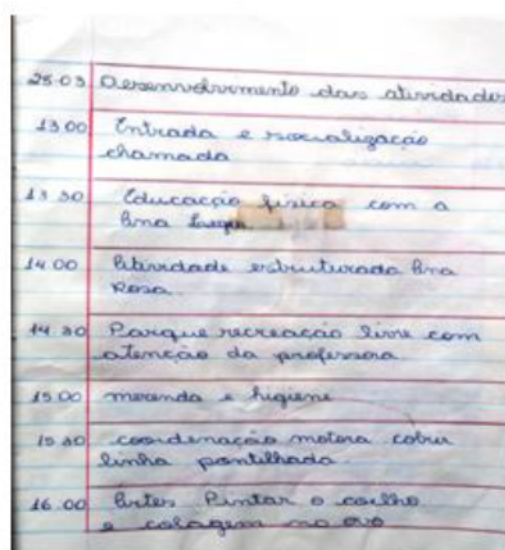 25-03 Desenvolvimento das atividades
13 00 Entrada e socialização
chamada
13 30 Educação física com a
Ana
14 00 Atividade estruturada Ana
Rosa
14 30 Parque recreação livre com
atenção da professora
15 00 merenda e higiene
15 30 coordenação motora cobrir
linha pontilhada
16 00 Artes Pintar o coelho
e colagem no ovo